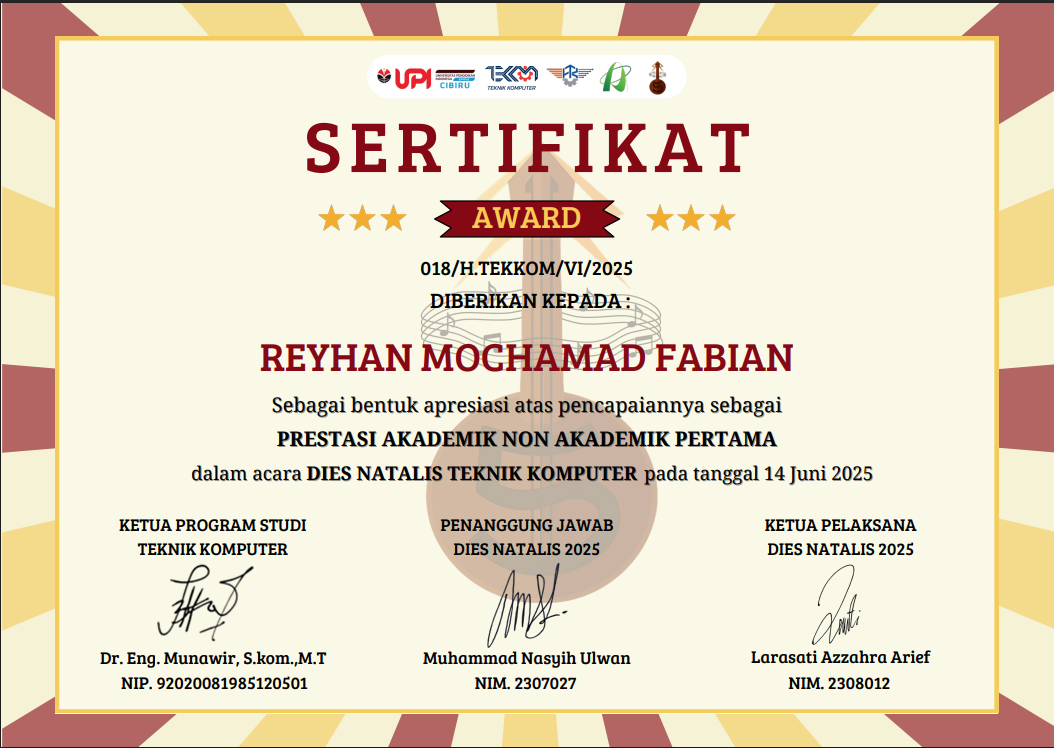 UPI
UNIVERSITAS PENDIDIKAN INDONESIA
CIBIRU
TEKKOM
TEKNIK KOMPUTER
SERTIFIKAT
AWARD
018/H.TEKKOM/VI/2025
DIBERIKAN KEPADA :
REYHAN MOCHAMAD FABIAN
Sebagai bentuk apresiasi atas pencapaiannya sebagai
PRESTASI AKADEMIK NON AKADEMIK PERTAMA
dalam acara DIES NATALIS TEKNIK KOMPUTER pada tanggal 14 Juni 2025
KETUA PROGRAM STUDI
TEKNIK KOMPUTER
Dr. Eng. Munawir, S.kom.,M.T
NIP. 92020081985120501
PENANGGUNG JAWAB
DIES NATALIS 2025
Muhammad Nasyih Ulwan
NIM. 2307027
KETUA PELAKSANA
DIES NATALIS 2025
Larasati Azzahra Arief
NIM. 2308012